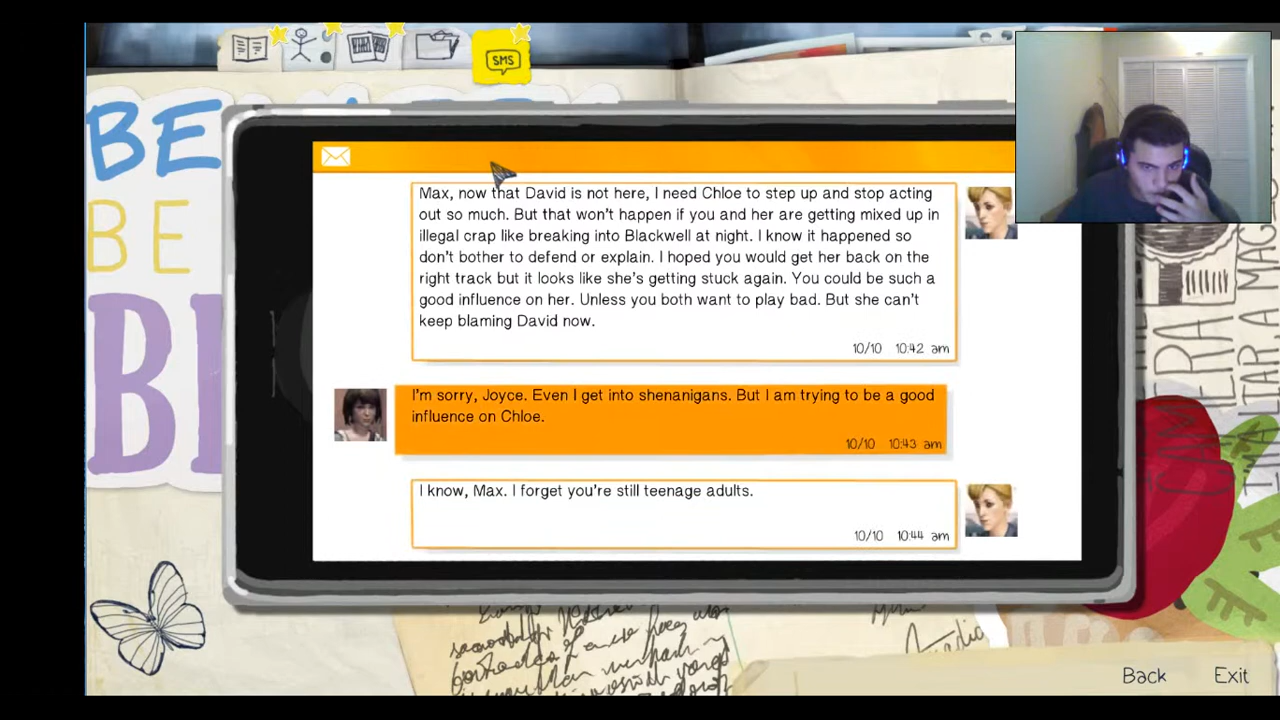 SMS
BE
BE
B
Max, now that David is not here, I need Chloe to step up and stop acting
out so much. But that won't happen if you and her are getting mixed up in
illegal crap like breaking into Blackwell at night. I know it happened so
don't bother to defend or explain. I hoped you would get her back on the
right track but it looks like she's getting stuck again. You could be such a
good influence on her. Unless you both want to play bad. But she can't
keep blaming David now.
10/10 10:42 am
I'm sorry, Joyce. Even I get into shenanigans. But I am trying to be a good
influence on Chloe.
10/10 10:43 am
I know, Max. I forget you're still teenage adults.
10/10 10:44 am
Back Exit